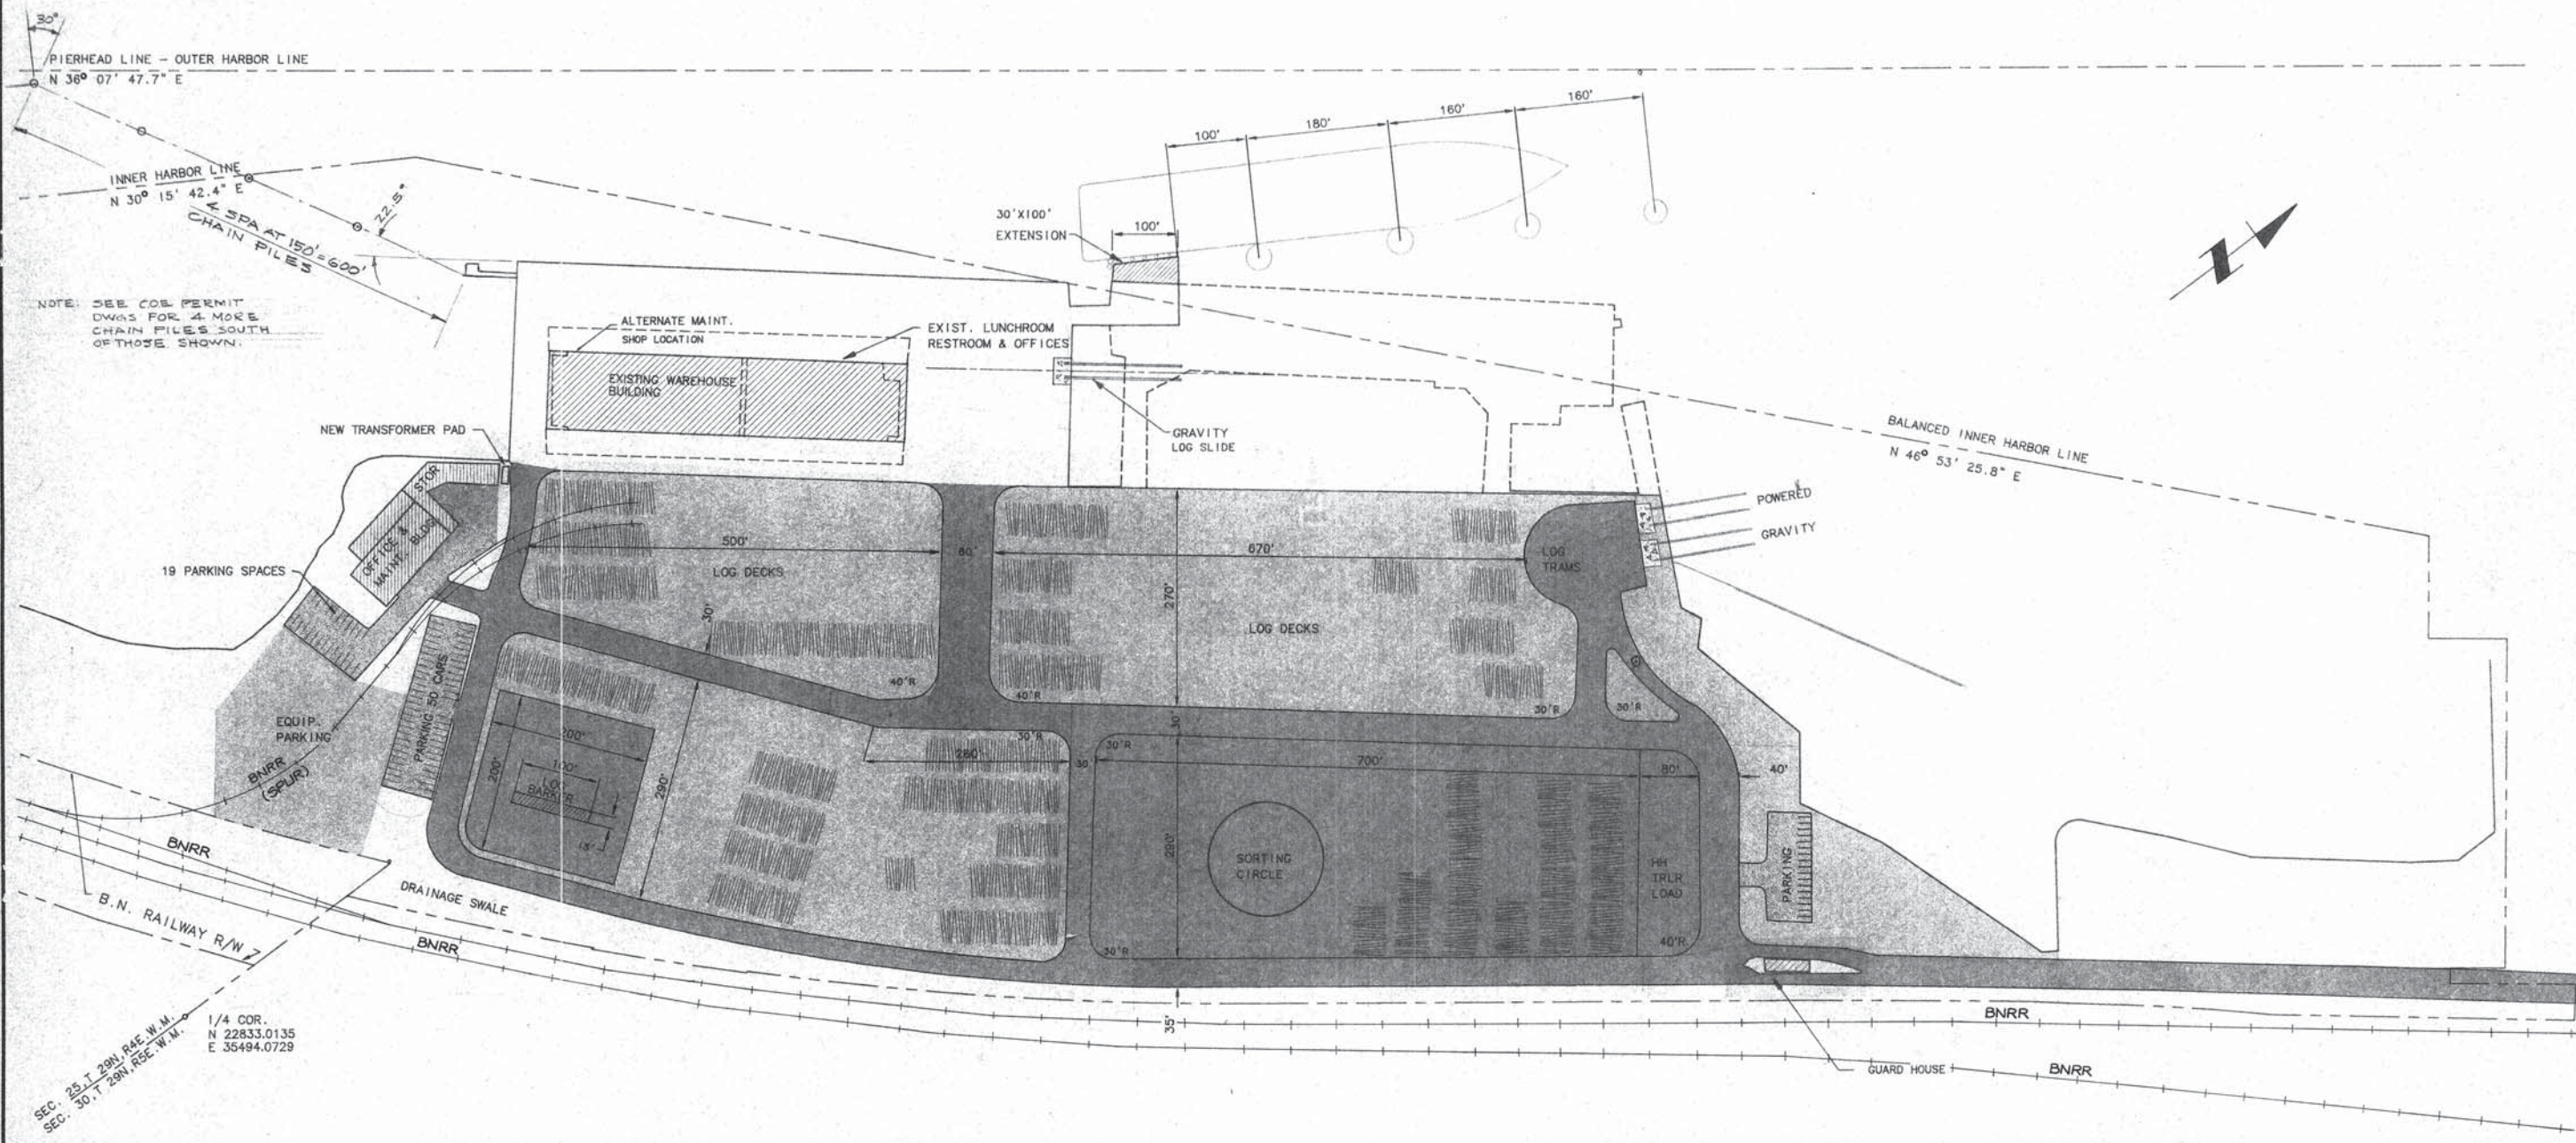 30°
PIERHEAD LINE - OUTER HARBOR LINE
N 36° 07' 47.7" E
INNER HARBOR LINE
N 30° 15' 42.4" E
4 SPA AT 150' = 600'
CHAIN PILES
22.5°
NOTE: SEE COE PERMIT
DWGS FOR 4 MORE
CHAIN PILES SOUTH
OF THOSE SHOWN.
100'
180'
160'
160'
30'X100'
EXTENSION
100'
ALTERNATE MAINT.
SHOP LOCATION
EXIST. LUNCHROOM
RESTROOM & OFFICES
EXISTING WAREHOUSE
BUILDING
GRAVITY
LOG SLIDE
BALANCED INNER HARBOR LINE
N 46° 53' 25.8" E
NEW TRANSFORMER PAD
STOR
OFFICE &
MAINT. BLDG
19 PARKING SPACES
POWERED
GRAVITY
500'
LOG DECKS
30'
40'R
60'
670'
270'
LOG DECKS
LOG
TRAMS
40'R
30'R
30'R
PARKING 50 CARS
EQUIP.
PARKING
BNRR
(SPUR)
200'
200'
100'
LOG
BARKER
15'
290'
260'
30'R
30'
30'
30'R
700'
80'
40'
280'
SORTING
CIRCLE
HH
TRLR
LOAD
PARKING
30'R
40'R
BNRR
B.N. RAILWAY R/W
DRAINAGE SWALE
BNRR
35'
BNRR
GUARD HOUSE
BNRR
1/4 COR.
N 22833.0135
E 35494.0729
SEC. 25,T 29N,R4E.W.M.
SEC. 30,T 29N,R5E.W.M.